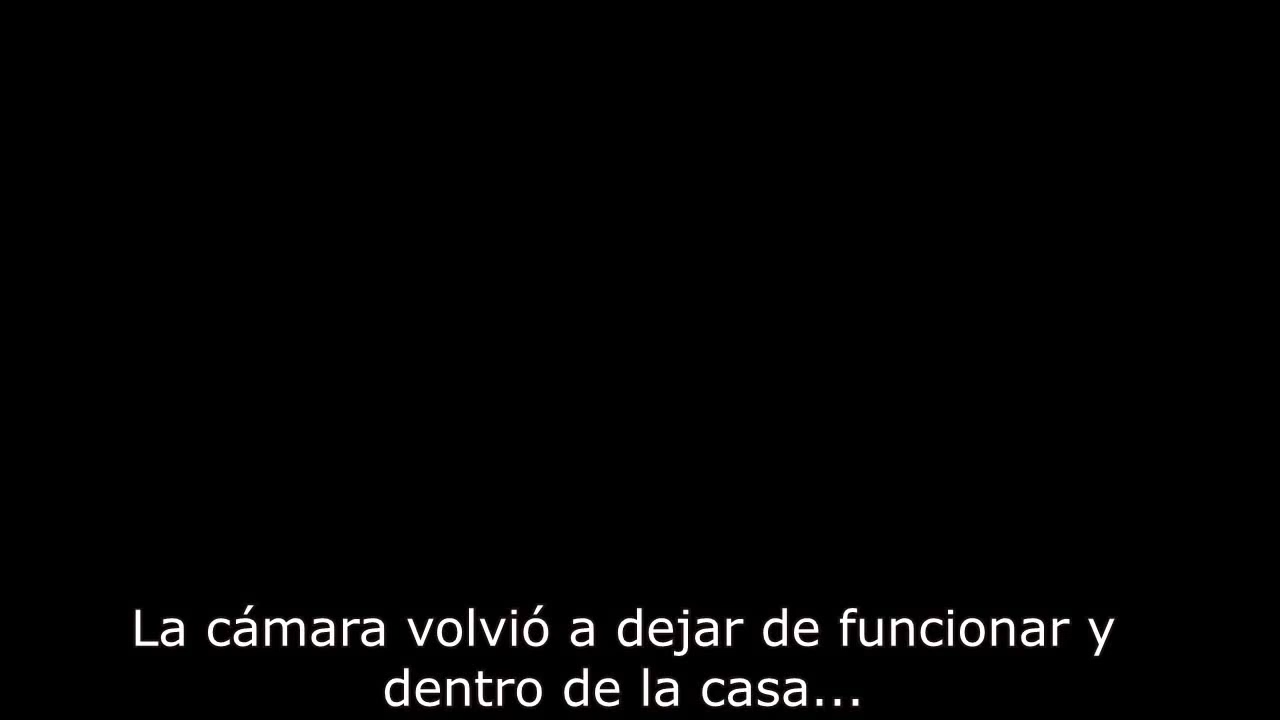 La cámara volvió a dejar de funcionar y
dentro de la casa...